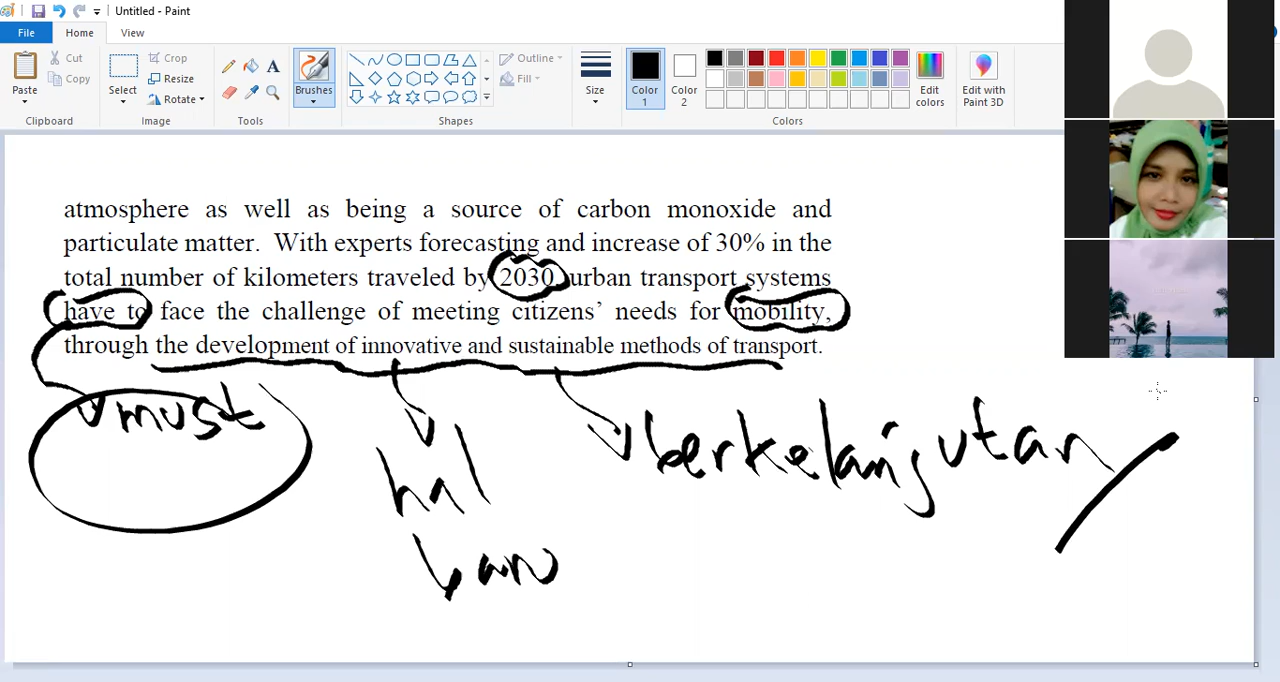 Untitled - Paint
File Home View
Paste
Cut
Copy
Clipboard
Select
Crop
Resize
Rotate
Image
Tools
Brushes
Shapes
Outline
Fill
Size
Color 1
Color 2
Colors
Edit colors
Edit with Paint 3D
atmosphere as well as being a source of carbon monoxide and
particulate matter. With experts forecasting and increase of 30% in the
total number of kilometers traveled by 2030 urban transport systems
have to face the challenge of meeting citizens’ needs for mobility,
through the development of innovative and sustainable methods of transport.
must
hal
berkelanjutan